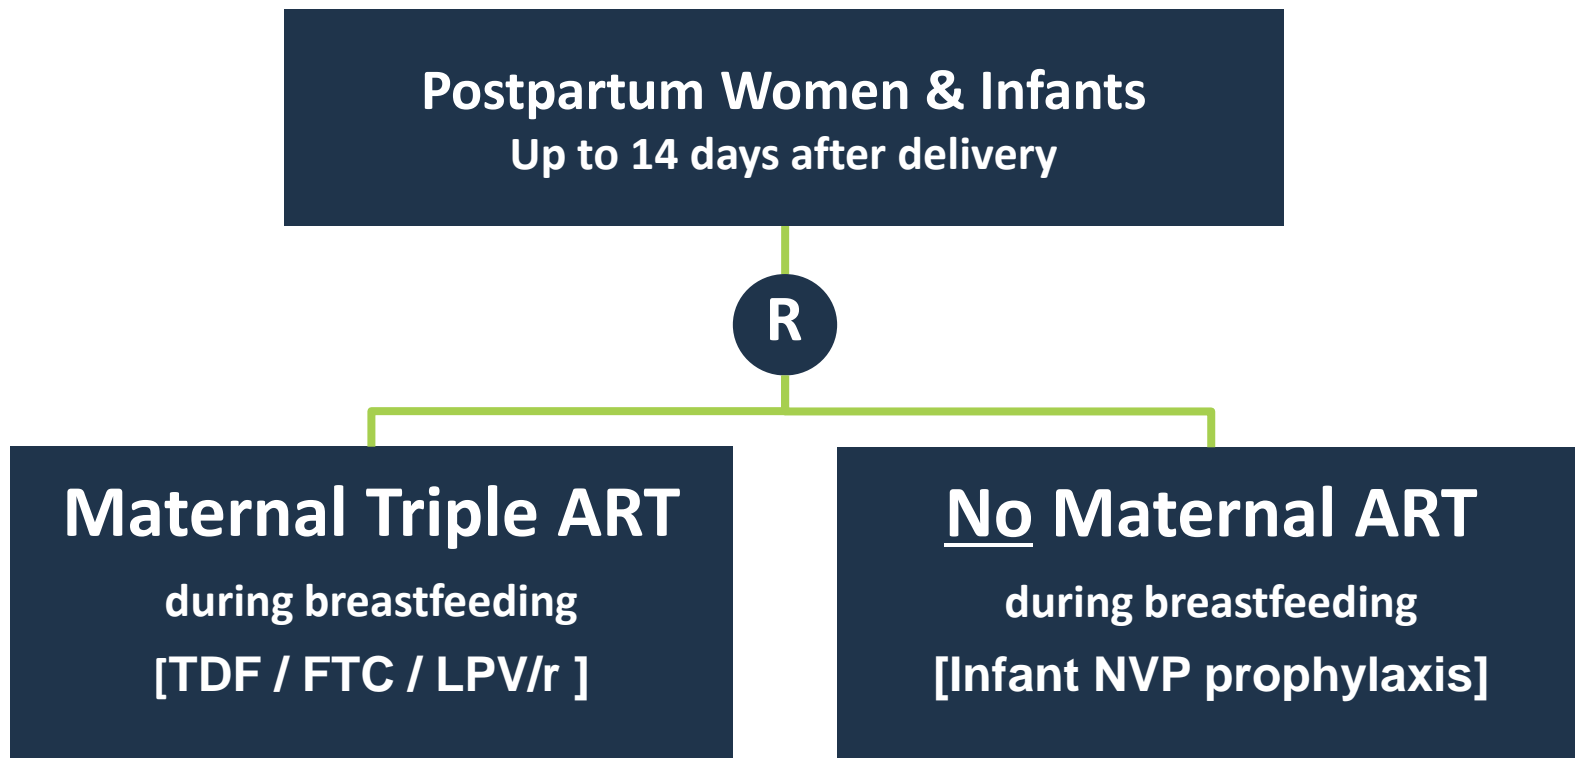 Postpartum Women & Infants
Up to 14 days after delivery
R
Maternal Triple ART
during breastfeeding
[TDF / FTC / LPV/r ]
No Maternal ART
during breastfeeding
[Infant NVP prophylaxis]